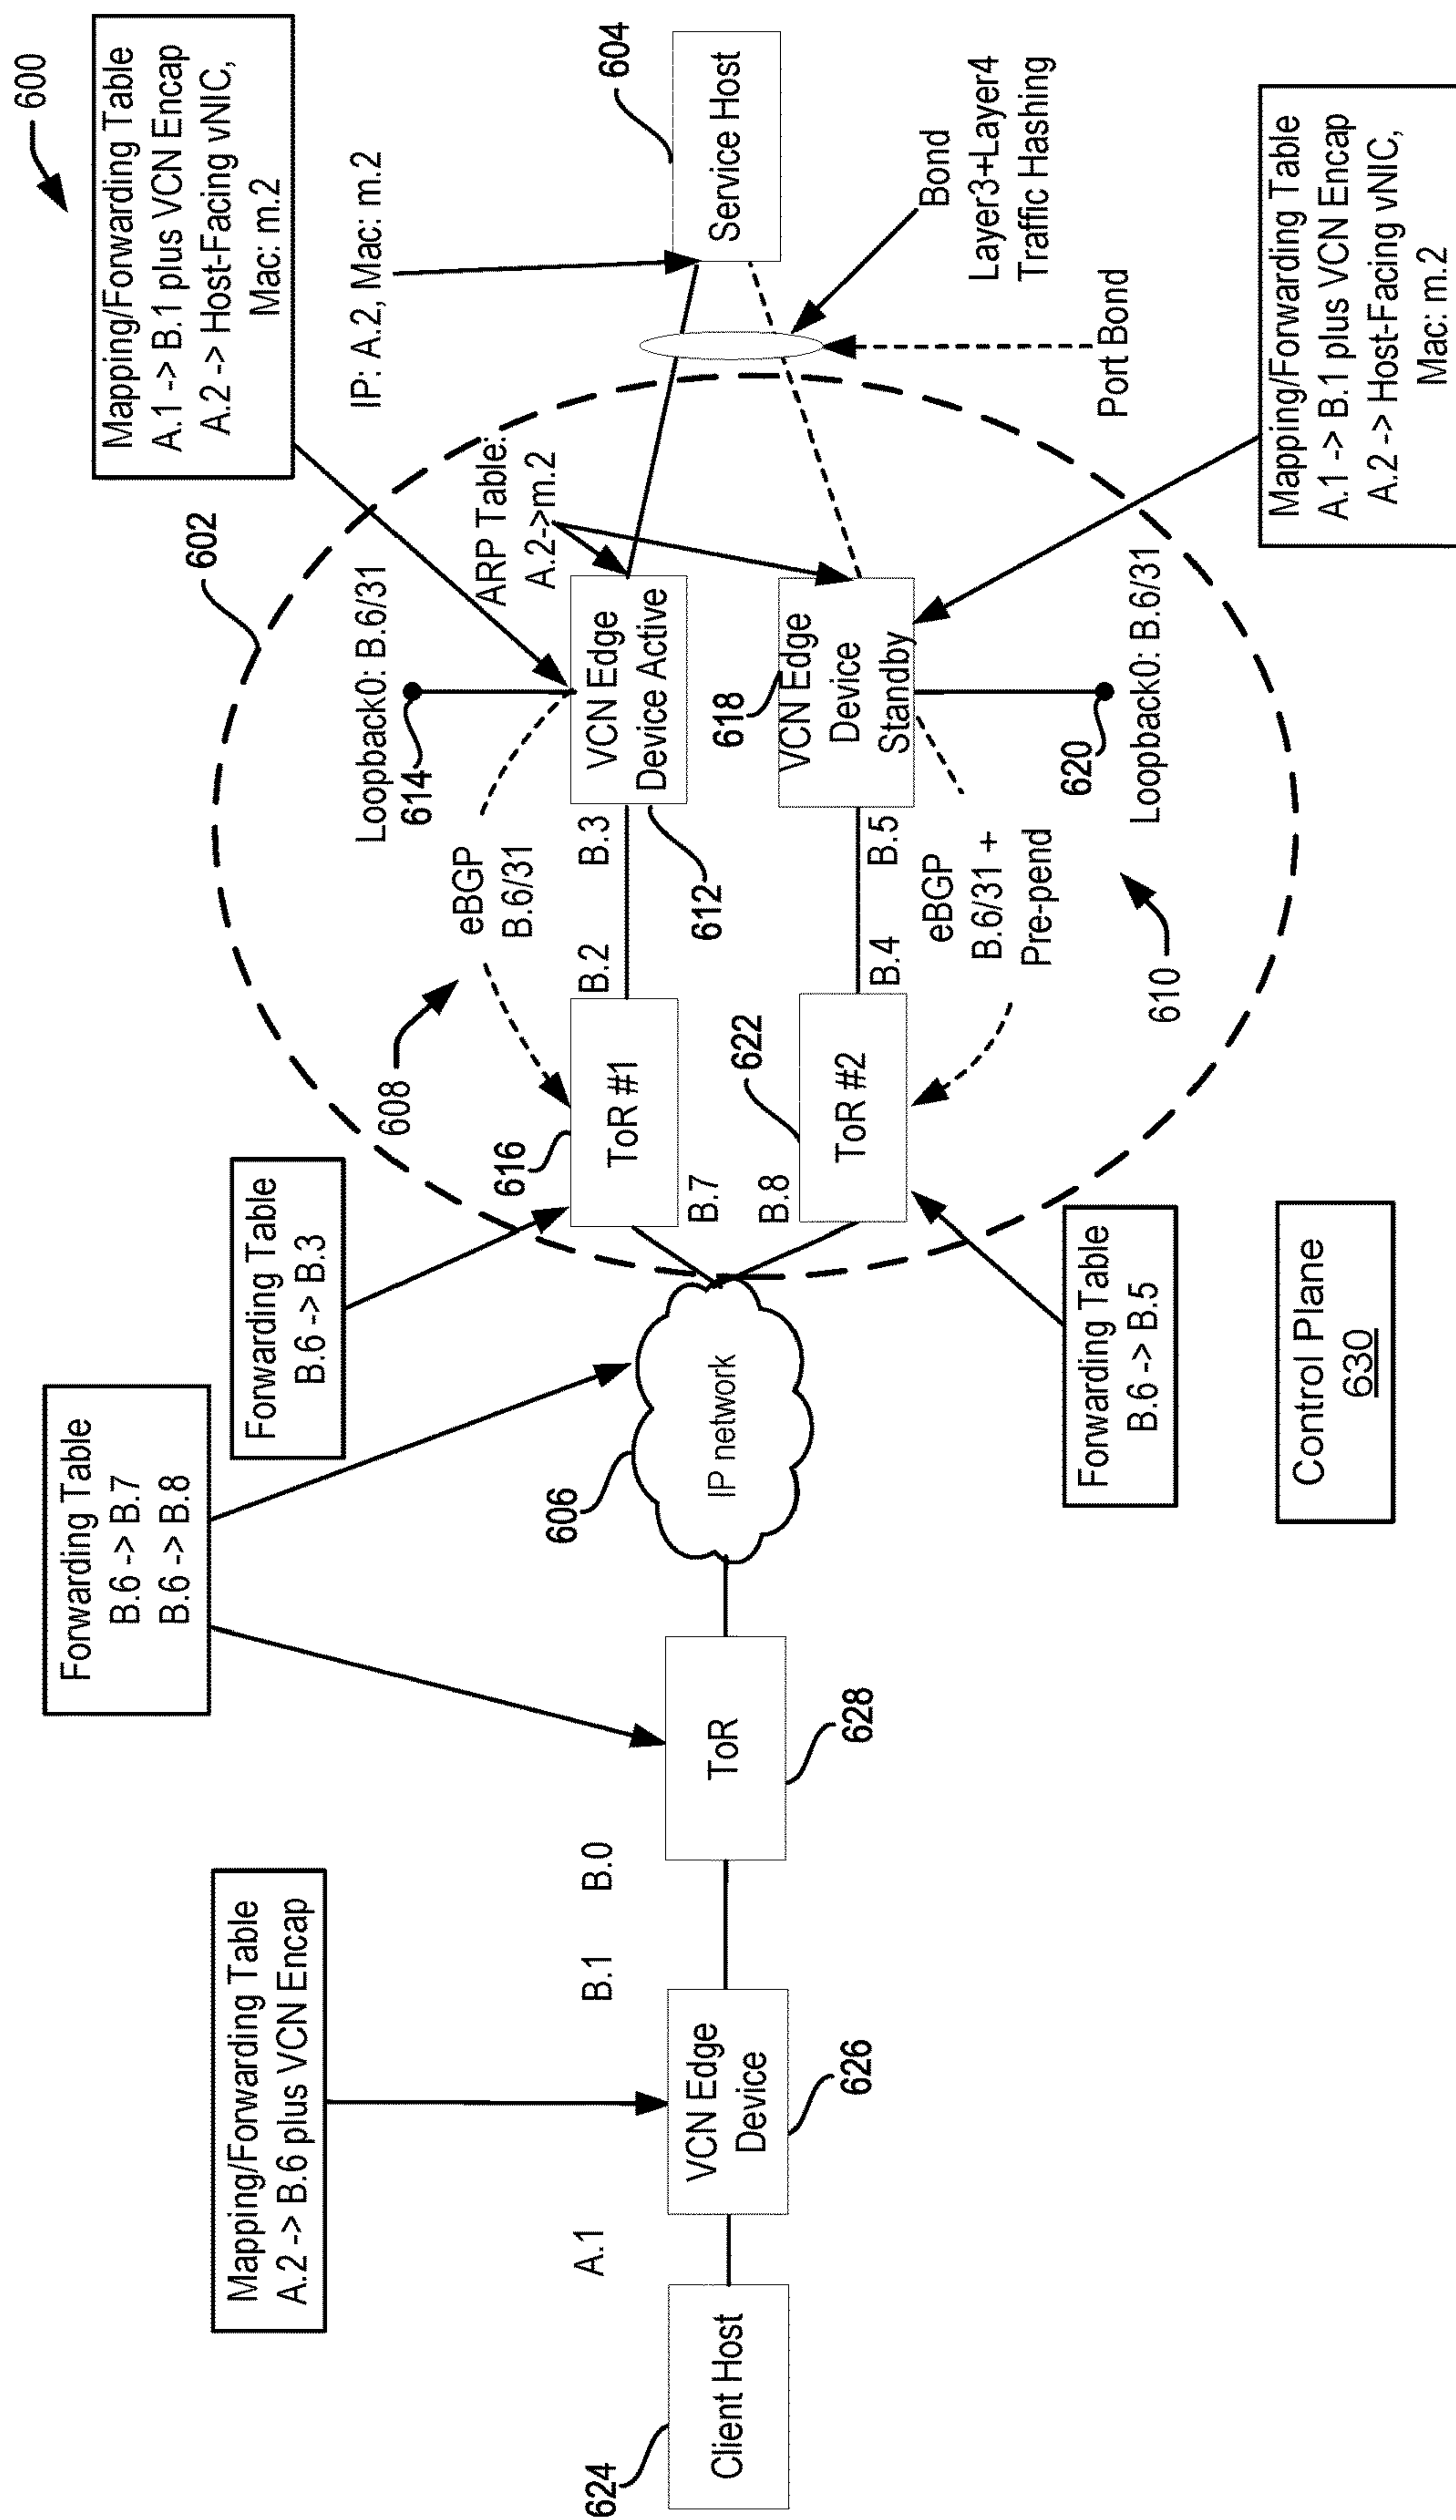 600
Mapping/Forwarding Table
A.1 -> B.1 plus VCN Encap
A.2 -> Host-Facing vNIC,
Mac: m.2
602
IP: A.2, Mac: m.2
604
Service Host
Loopback0: B.6/31
614
ARP Table:
A.2->m.2
Forwarding Table
B.6 -> B.7
B.6 -> B.8
Forwarding Table
B.6 -> B.3
608
eBGP
B.6/31
Mapping/Forwarding Table
A.2 -> B.6 plus VCN Encap
624
Client Host
A.1
VCN Edge
Device
626
B.1
B.0
ToR
628
606
IP network
616
ToR #1
B.7
B.2
B.3
VCN Edge
Device Active
612
B.8
622
ToR #2
B.4
B.5
618
VCN Edge
Device
Standby
eBGP
B.6/31 +
Pre-pend
620
Loopback0: B.6/31
610
Bond
Layer3+Layer4
Traffic Hashing
Port Bond
Forwarding Table
B.6 -> B.5
Control Plane
630
Mapping/Forwarding Table
A.1 -> B.1 plus VCN Encap
A.2 -> Host-Facing vNIC,
Mac: m.2